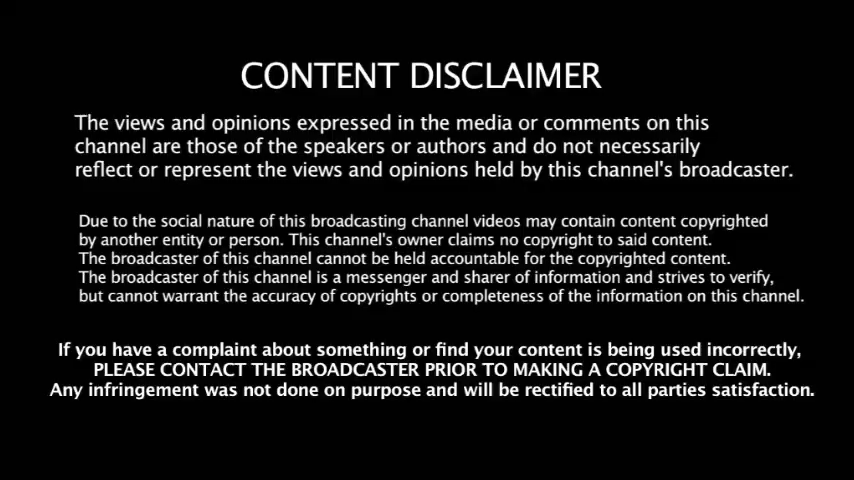 CONTENT DISCLAIMER
The views and opinions expressed in the media or comments on this
channel are those of the speakers or authors and do not necessarily
reflect or represent the views and opinions held by this channel's broadcaster.
Due to the social nature of this broadcasting channel videos may contain content copyrighted
by another entity or person. This channel's owner claims no copyright to said content.
The broadcaster of this channel cannot be held accountable for the copyrighted content.
The broadcaster of this channel is a messenger and sharer of information and strives to verify,
but cannot warrant the accuracy of copyrights or completeness of the information on this channel.
If you have a complaint about something or find your content is being used incorrectly,
PLEASE CONTACT THE BROADCASTER PRIOR TO MAKING A COPYRIGHT CLAIM.
Any infringement was not done on purpose and will be rectified to all parties satisfaction.